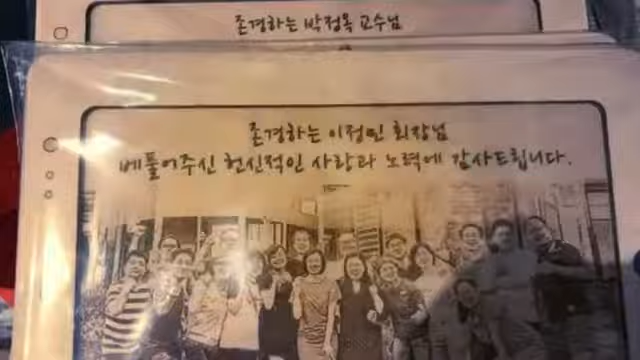 존경하는 박정옥 교수님
존경하는 이정민 회장님
베풀어주신 헌신적인 사랑과 노력에 감사드립니다.